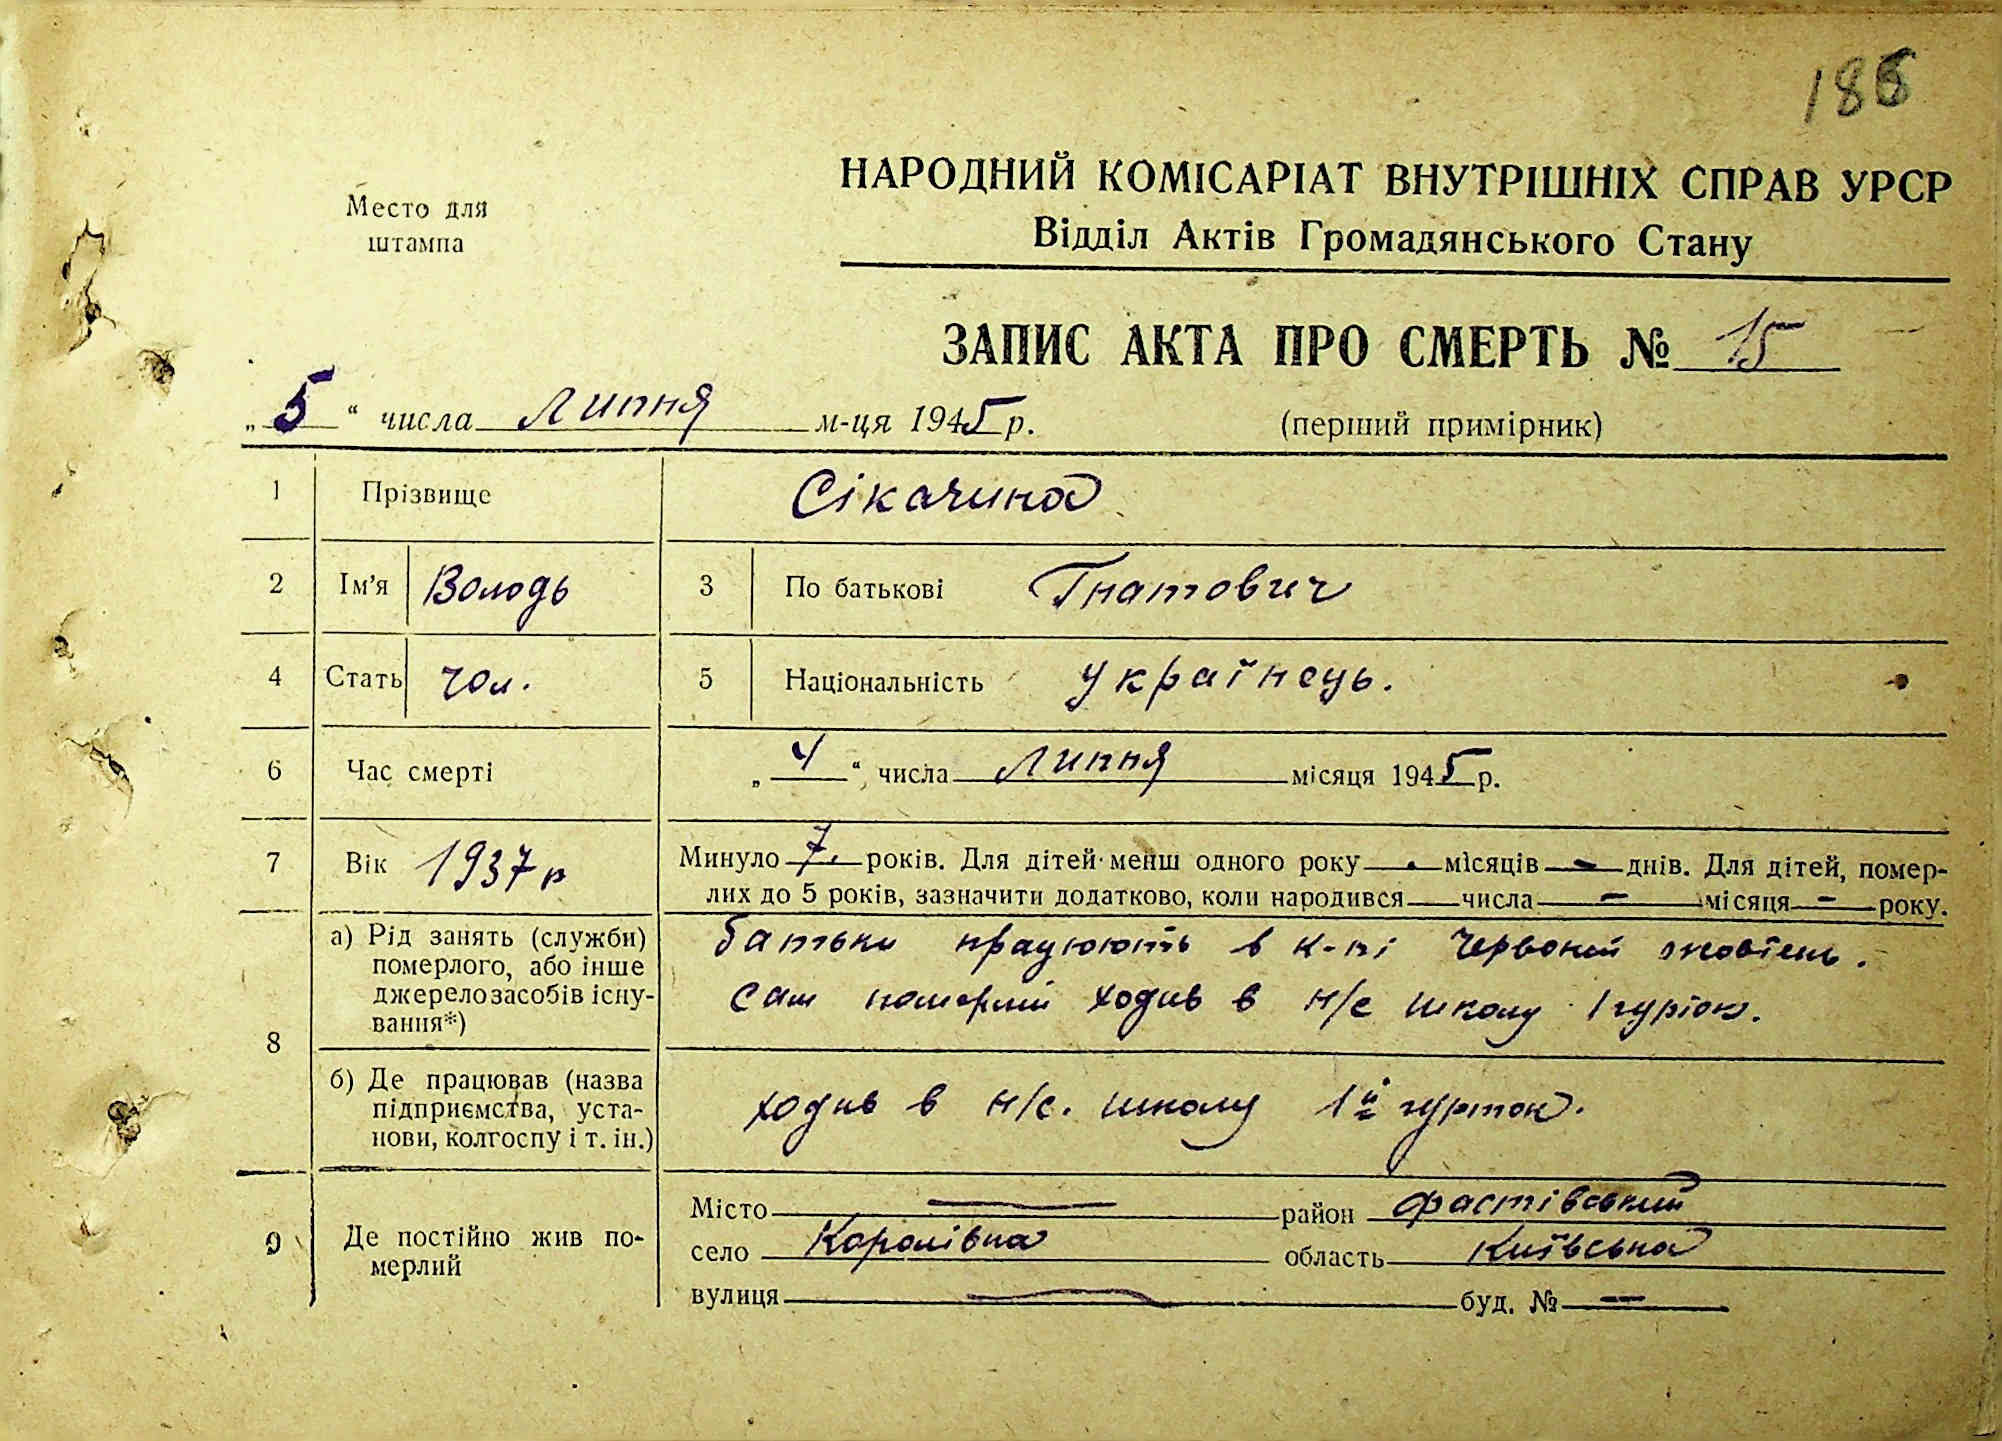 186
Место для
штампа
НАРОДНИЙ КОМІСАРІАТ ВНУТРІШНІХ СПРАВ УРСР
Відділ Актів Громадянського Стану
ЗАПИС АКТА ПРО СМЕРТЬ № 15
„5“ числа Липня м-ця 1945 р. (перший примірник)
1 Прізвище Сікачина
2 Ім'я Володь 3 По батькові Гнатович
4 Стать чол. 5 Національність українець.
6 Час смерті „4“ числа Липня місяця 1945 р.
7 Вік 1937 р Минуло 7. років. Для дітей менш одного року - місяців - днів. Для дітей, помер-
лих до 5 років, зазначити додатково, коли народився числа - місяця - року.
8 а) Рід занять (служби)
померлого, або інше
джерело засобів існу-
вання*)
батьки працюють в к-пі Червоний жовтень.
Сам померлий ходив в н/с школу 1 гурток.
б) Де працював (назва
підприємства, уста-
нови, колгоспу і т. ін.)
ходив в н/с. школу 1й гурток.
9 Де постійно жив по-
мерлий
Місто — район Фастівський
село Королівка область Київська
вулиця — буд. № —